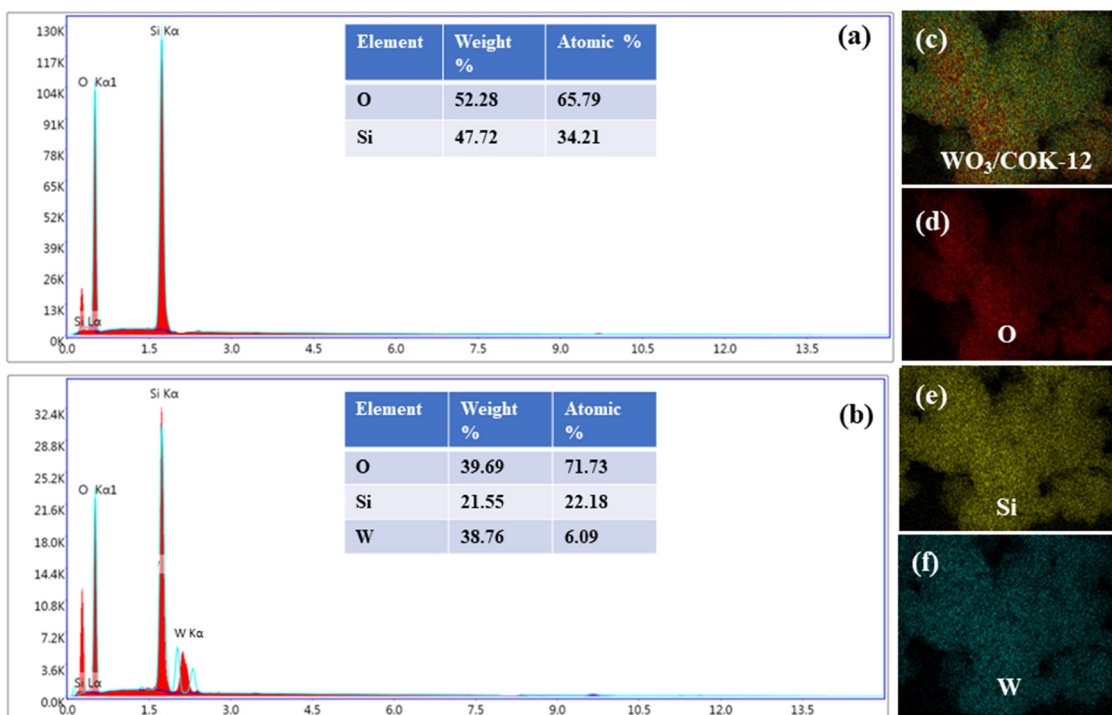 (a)
130K
117K
104K
91K
78K
65K
52K
39K
26K
13K
0K
O Kα1
Si Kα
Si Lα
0.0 1.5 3.0 4.5 6.0 7.5 9.0 10.5 12.0 13.5
Element Weight % Atomic %
O 52.28 65.79
Si 47.72 34.21
(b)
32.4K
28.8K
25.2K
21.6K
18.0K
14.4K
10.8K
7.2K
3.6K
0.0K
O Kα1
Si Kα
W Kα
Si Lα
0.0 1.5 3.0 4.5 6.0 7.5 9.0 10.5 12.0 13.5
Element Weight % Atomic %
O 39.69 71.73
Si 21.55 22.18
W 38.76 6.09
(c)
WO₃/COK-12
(d)
O
(e)
Si
(f)
W